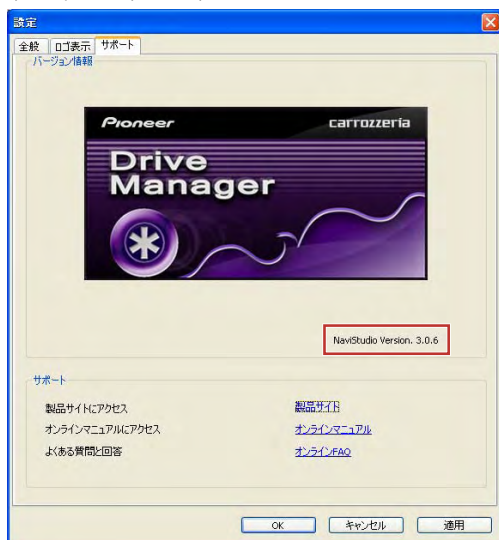 設定
全般 ロゴ表示 サポート
バージョン情報
Pioneer carrozzeria
Drive
Manager
NaviStudio Version. 3.0.6
サポート
製品サイトにアクセス 製品サイト
オンラインマニュアルにアクセス オンラインマニュアル
よくある質問と回答 オンラインFAQ
OK キャンセル 適用